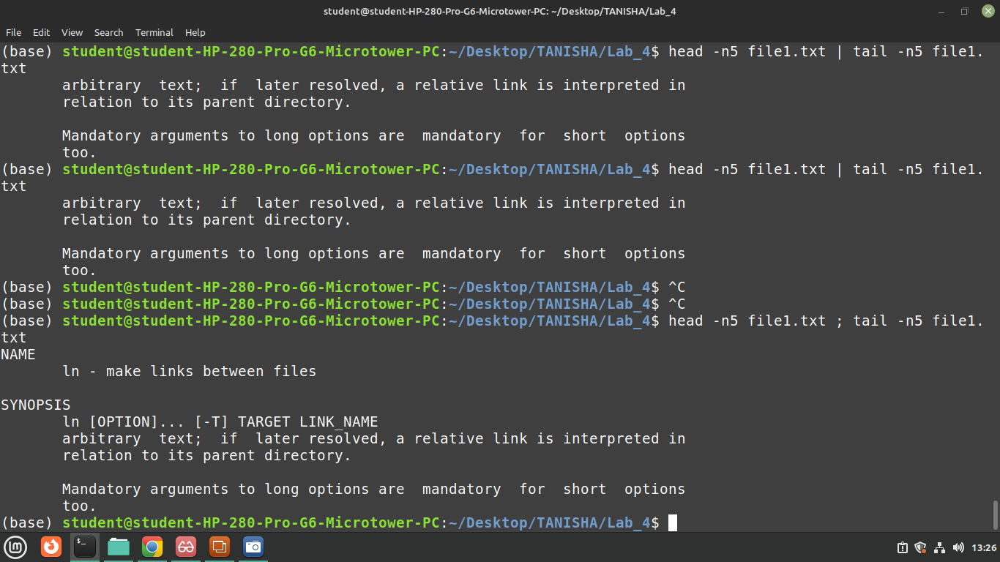 student@student-HP-280-Pro-G6-Microtower-PC: ~/Desktop/TANISHA/Lab_4
File Edit View Search Terminal Help
(base) student@student-HP-280-Pro-G6-Microtower-PC:~/Desktop/TANISHA/Lab_4$ head -n5 file1.txt | tail -n5 file1.
txt
       arbitrary  text;  if  later resolved, a relative link is interpreted in
       relation to its parent directory.

       Mandatory arguments to long options are  mandatory  for  short  options
       too.
(base) student@student-HP-280-Pro-G6-Microtower-PC:~/Desktop/TANISHA/Lab_4$ head -n5 file1.txt | tail -n5 file1.
txt
       arbitrary  text;  if  later resolved, a relative link is interpreted in
       relation to its parent directory.

       Mandatory arguments to long options are  mandatory  for  short  options
       too.
(base) student@student-HP-280-Pro-G6-Microtower-PC:~/Desktop/TANISHA/Lab_4$ ^C
(base) student@student-HP-280-Pro-G6-Microtower-PC:~/Desktop/TANISHA/Lab_4$ ^C
(base) student@student-HP-280-Pro-G6-Microtower-PC:~/Desktop/TANISHA/Lab_4$ head -n5 file1.txt ; tail -n5 file1.
txt
NAME
       ln - make links between files

SYNOPSIS
       ln [OPTION]... [-T] TARGET LINK_NAME
       arbitrary  text;  if  later resolved, a relative link is interpreted in
       relation to its parent directory.

       Mandatory arguments to long options are  mandatory  for  short  options
       too.
(base) student@student-HP-280-Pro-G6-Microtower-PC:~/Desktop/TANISHA/Lab_4$
13:26